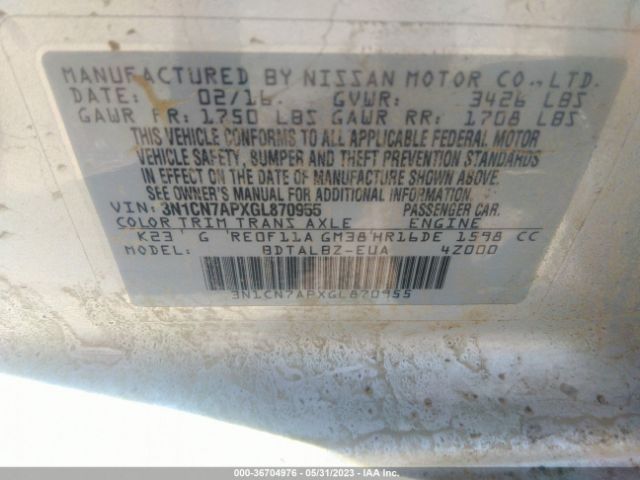 MANUFACTURED BY NISSAN MOTOR CO., LTD.
DATE: 02/16 GVWR: 3426 LBS
GAWR FR: 1750 LBS GAWR RR: 1708 LBS
THIS VEHICLE CONFORMS TO ALL APPLICABLE FEDERAL MOTOR
VEHICLE SAFETY, BUMPER AND THEFT PREVENTION STANDARDS
IN EFFECT ON THE DATE OF MANUFACTURE SHOWN ABOVE.
SEE OWNER'S MANUAL FOR ADDITIONAL INFORMATION
VIN: 3N1CN7APXGL870955 PASSENGER CAR.
COLOR TRIM TRANS AXLE ENGINE
K23 G RE0F11A GM38 HR16DE 1598 CC
MODEL: BDTALBZ-EUA 4Z000
3N1CN7APXGL870955
000-36704976 - 05/31/2023 - IAA Inc.